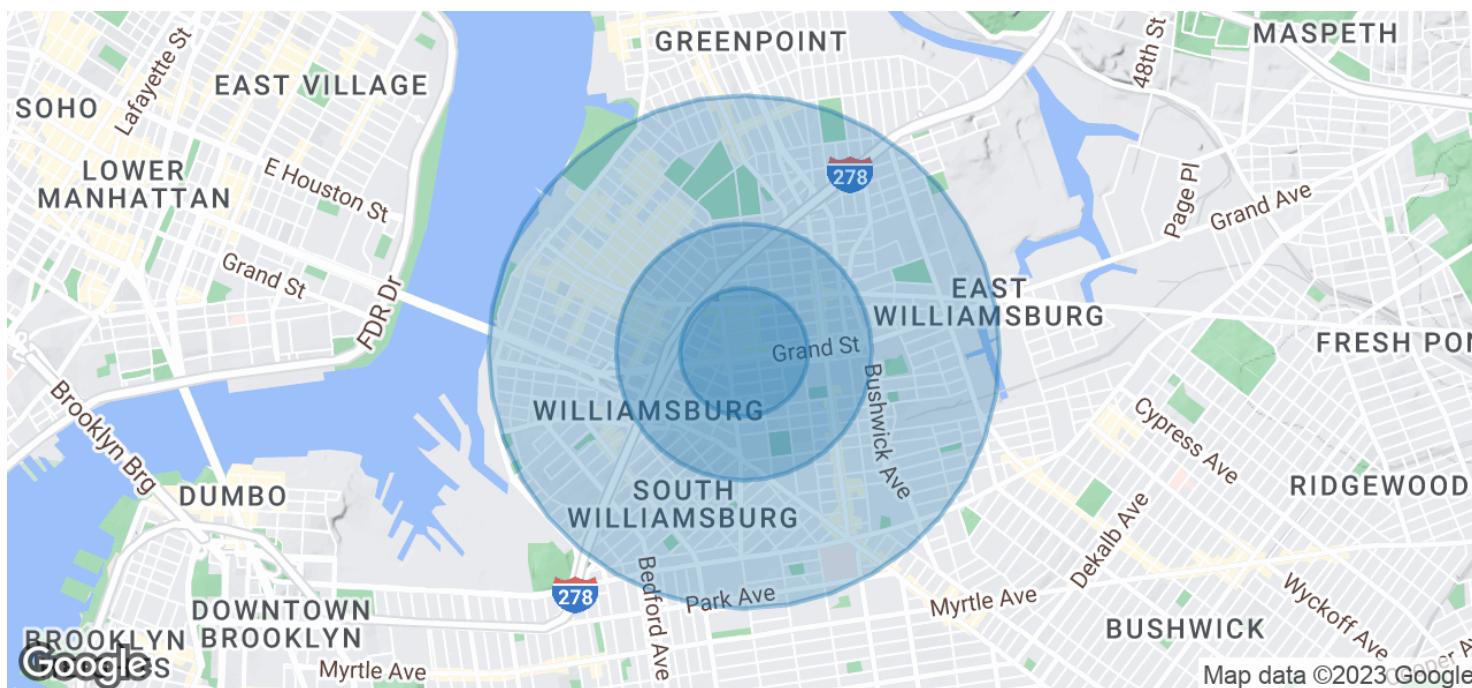 GREENPOINT
MASPETH
48th St
Lafayette St
EAST VILLAGE
SOHO
LOWER
MANHATTAN
E Houston St
278
Page Pl
Grand Ave
Grand St
FDR Dr
EAST
WILLIAMSBURG
Grand St
FRESH PON
Bushwick Ave
WILLIAMSBURG
Brooklyn Brg
Cypress Ave
DUMBO
SOUTH
WILLIAMSBURG
RIDGEWOOD
Dekalb Ave
Bedford Ave
278
Park Ave
Myrtle Ave
Wyckoff Ave
DOWNTOWN
BROOKLYN
BUSHWICK
BROOKLYN
Myrtle Ave
Google
Map data ©2023 Google